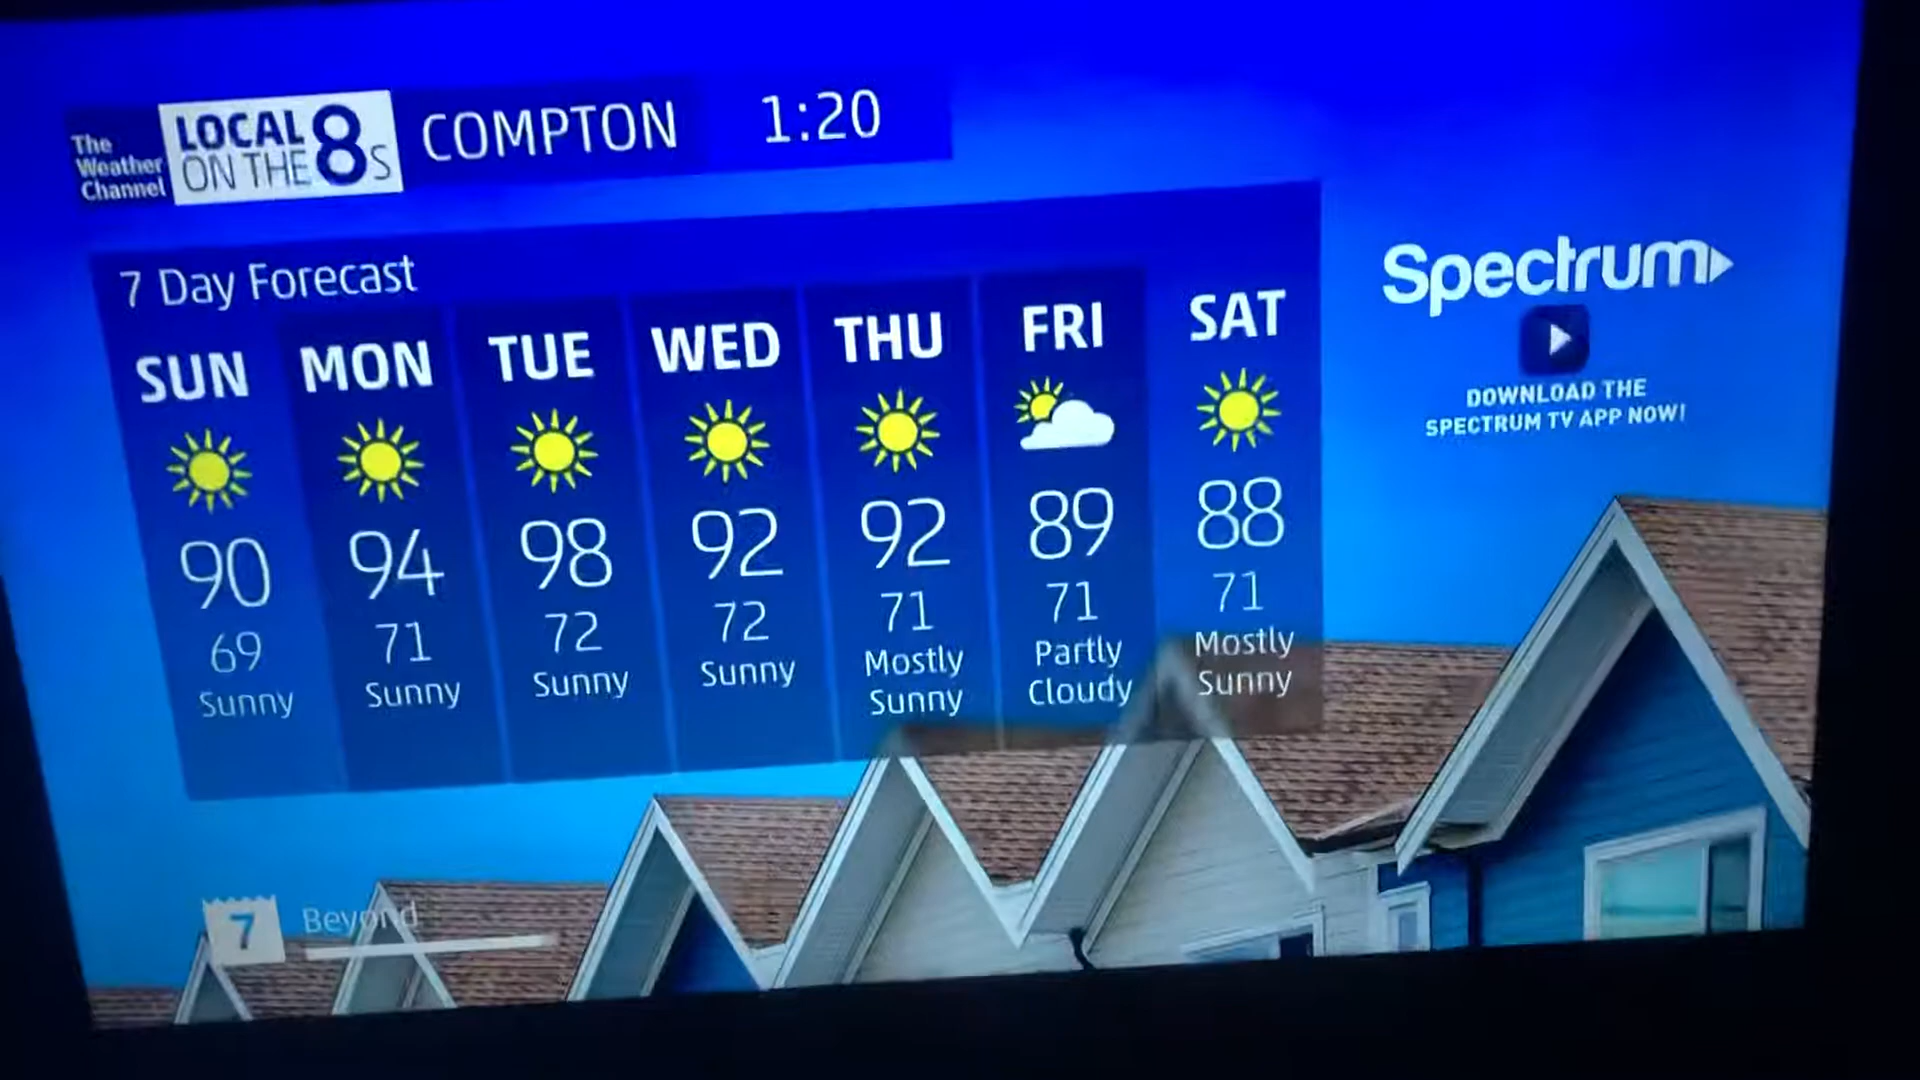 The
Weather
Channel
LOCAL
ON THE 8s
COMPTON
1:20
7 Day Forecast
SUN MON TUE WED THU FRI SAT
90 94 98 92 92 89 88
69 71 72 72 71 71 71
Sunny Sunny Sunny Sunny Mostly Sunny Partly Cloudy Mostly Sunny
Spectrum
DOWNLOAD THE
SPECTRUM TV APP NOW!
7 Beyond